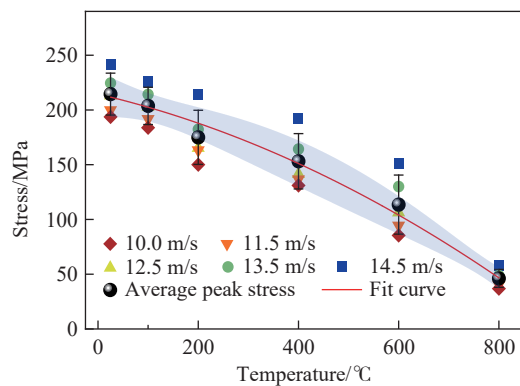 250
200
150
100
50
0
Stress/MPa
10.0 m/s 11.5 m/s
12.5 m/s 13.5 m/s 14.5 m/s
Average peak stress Fit curve
0 200 400 600 800
Temperature/℃